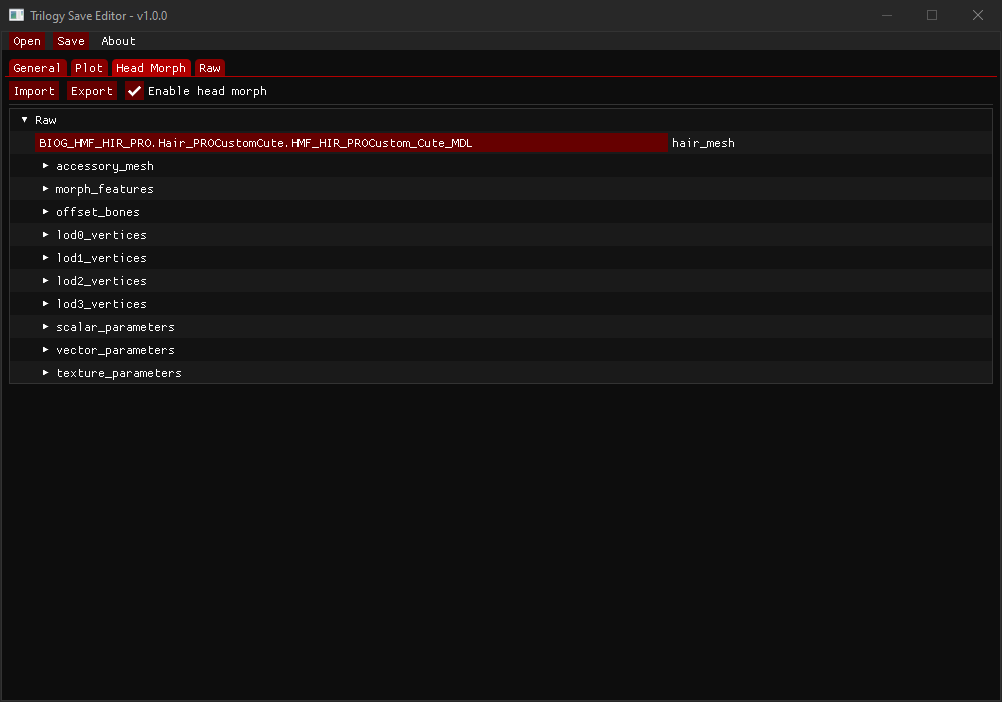 Trilogy Save Editor - v1.0.0
Open Save About
General Plot Head Morph Raw
Import Export Enable head morph
Raw
BIOG_HMF_HIR_PRO.Hair_PROCustomCute.HMF_HIR_PROCustom_Cute_MDL hair_mesh
accessory_mesh
morph_features
offset_bones
lod0_vertices
lod1_vertices
lod2_vertices
lod3_vertices
scalar_parameters
vector_parameters
texture_parameters